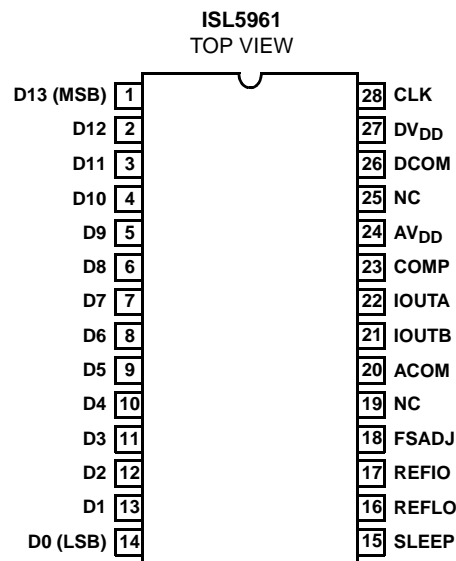 ISL5961
TOP VIEW
D13 (MSB) 1 28 CLK
D12 2 27 DVDD
D11 3 26 DCOM
D10 4 25 NC
D9 5 24 AVDD
D8 6 23 COMP
D7 7 22 IOUTA
D6 8 21 IOUTB
D5 9 20 ACOM
D4 10 19 NC
D3 11 18 FSADJ
D2 12 17 REFIO
D1 13 16 REFLO
D0 (LSB) 14 15 SLEEP